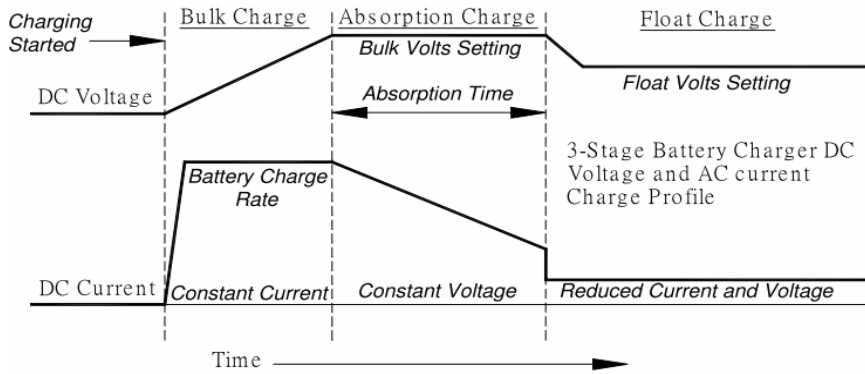 Charging
Started
Bulk Charge
Absorption Charge
Float Charge
Bulk Volts Setting
Float Volts Setting
DC Voltage
Absorption Time
3-Stage Battery Charger DC
Voltage and AC current
Charge Profile
Battery Charge
Rate
DC Current
Constant Current
Constant Voltage
Reduced Current and Voltage
Time